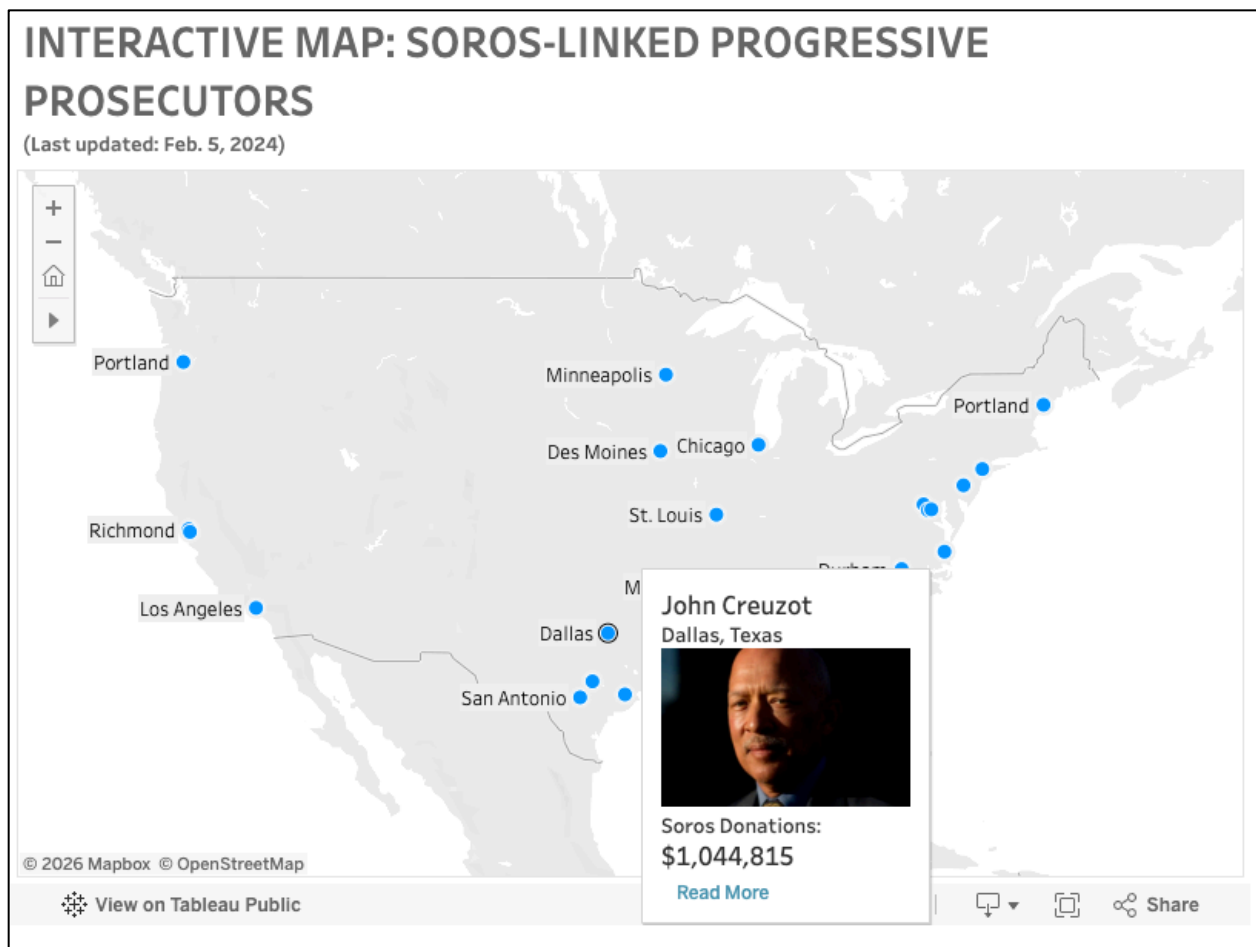 INTERACTIVE MAP: SOROS-LINKED PROGRESSIVE
PROSECUTORS
(Last updated: Feb. 5, 2024)
Portland
Minneapolis
Portland
Des Moines
Chicago
St. Louis
Richmond
Durham
M
Los Angeles
John Creuzot
Dallas, Texas
Dallas
San Antonio
Soros Donations:
$1,044,815
Read More
© 2026 Mapbox © OpenStreetMap
View on Tableau Public
Share